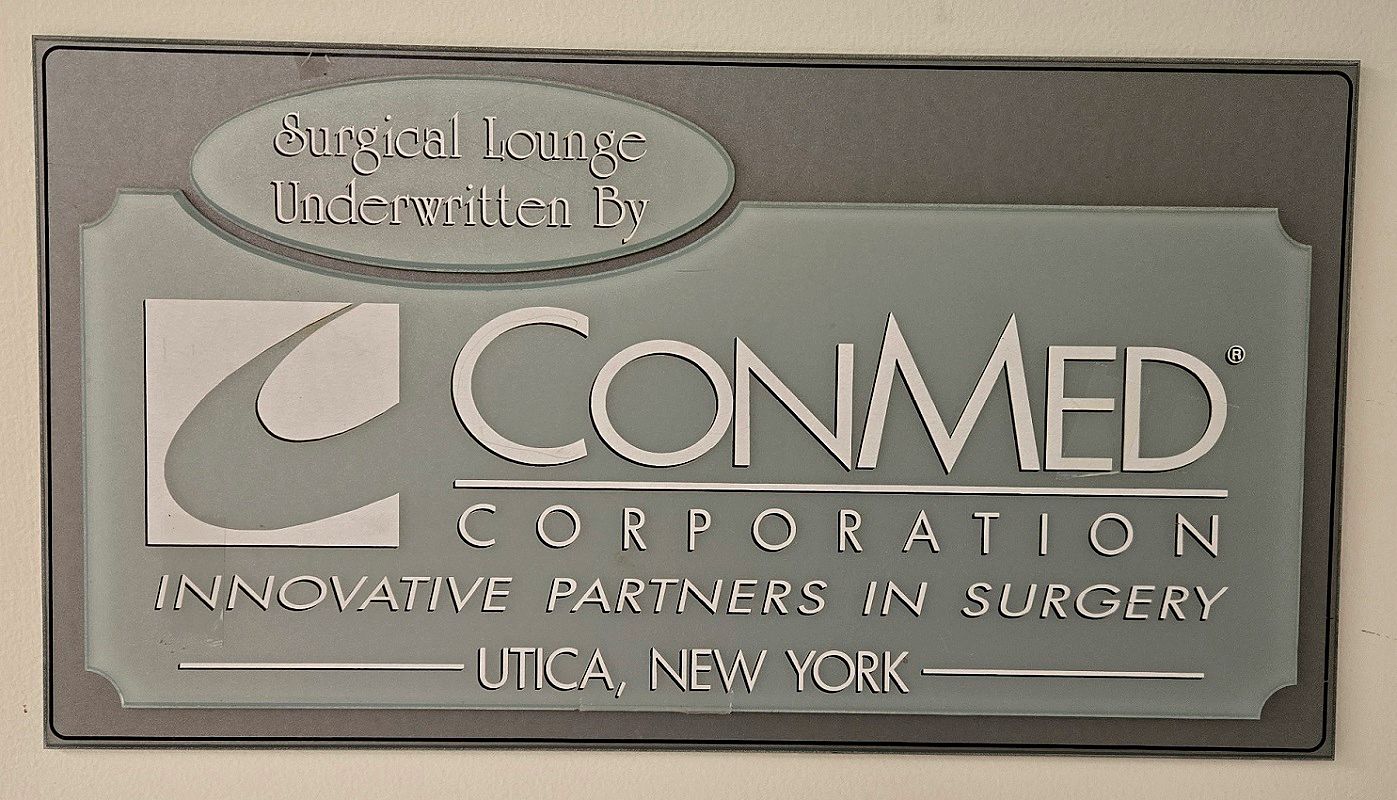 Surgical Lounge
Underwritten By
CONMED®
CORPORATION
INNOVATIVE PARTNERS IN SURGERY
UTICA, NEW YORK